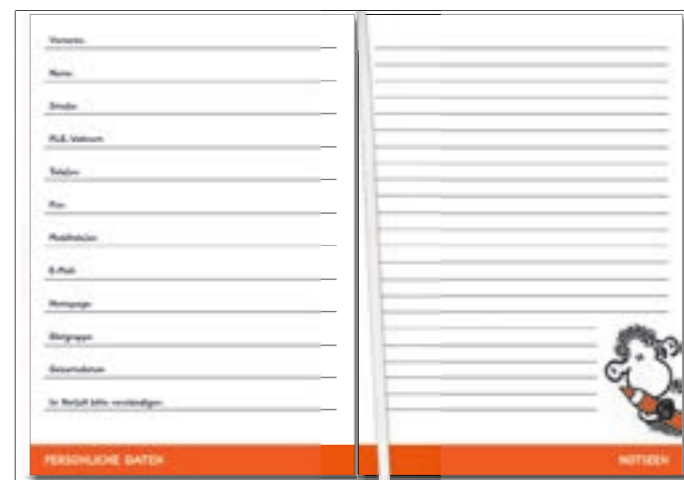 Vorname
Name
Straße
PLZ, Wohnort
Telefon
Fax
Mobiltelefon
E-Mail
Homepage
Blutgruppe
Geburtsdatum
Im Notfall bitte verständigen
PERSÖNLICHE DATEN
NOTIZEN